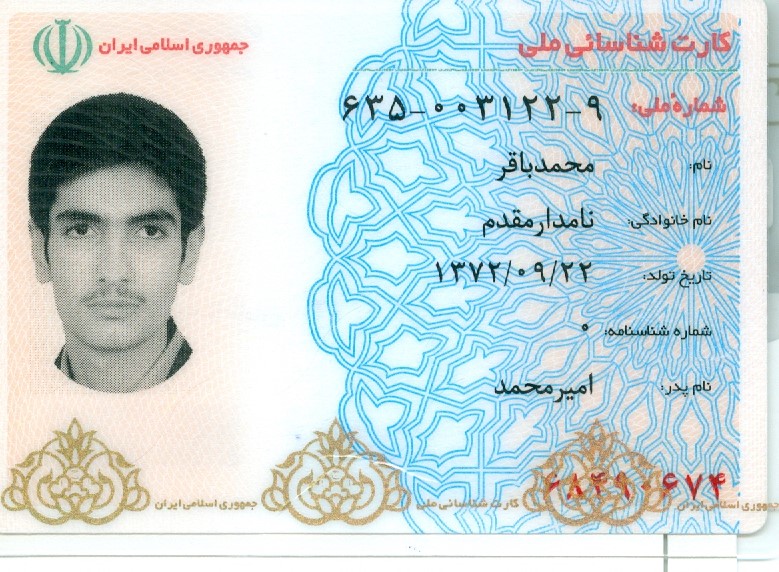 کارت شناسائی ملی
جمهوری اسلامی ایران
شمارهٔ ملی: ۶۳۵-۰۰۳۱۲۲-۹
نام: محمدباقر
نام خانوادگی: نامدارمقدم
تاریخ تولد: ۱۳۷۲/۰۹/۲۲
شماره شناسنامه: ۰
نام پدر: امیرمحمد
۶۸۴۹۰۶۷۴
جمهوری اسلامی ایران کارت شناسائی ملی جمهوری اسلامی ایران